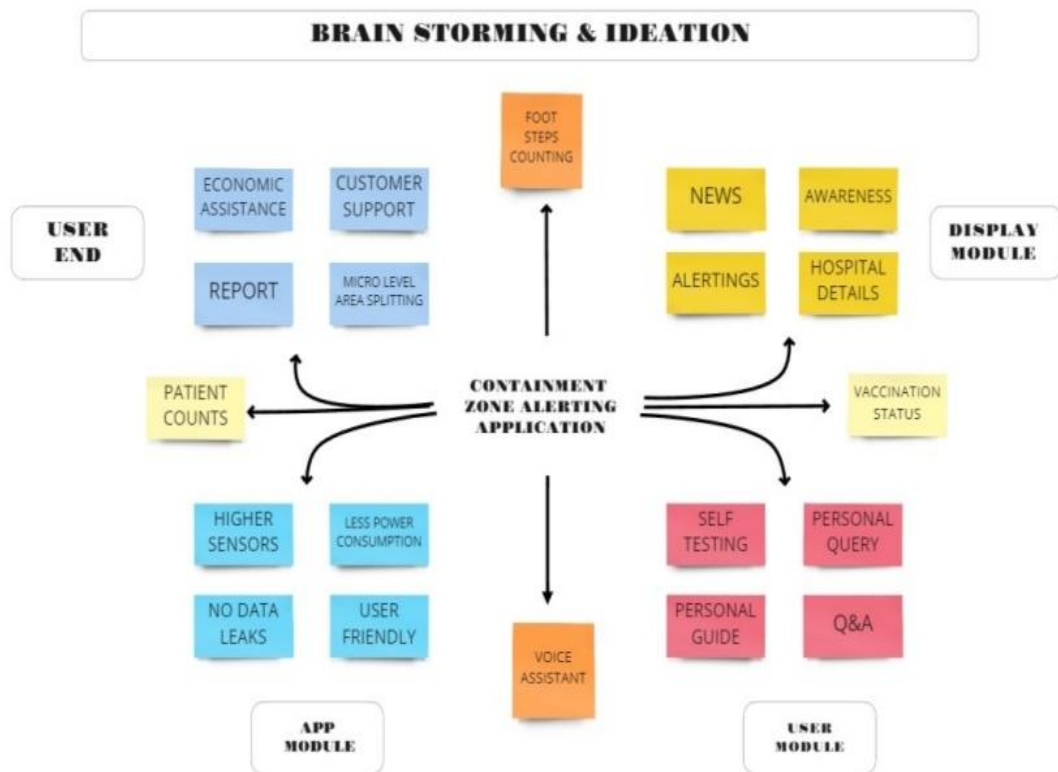 BRAIN STORMING & IDEATION
FOOT
STEPS
COUNTING
ECONOMIC
ASSISTANCE
CUSTOMER
SUPPORT
NEWS
AWARENESS
USER
END
DISPLAY
MODULE
REPORT
MICRO LEVEL
AREA SPLITTING
ALERTINGS
HOSPITAL
DETAILS
PATIENT
COUNTS
CONTAINMENT
ZONE ALERTING
APPLICATION
VACCINATION
STATUS
HIGHER
SENSORS
LESS POWER
CONSUMPTION
SELF
TESTING
PERSONAL
QUERY
NO DATA
LEAKS
USER
FRIENDLY
PERSONAL
GUIDE
Q&A
VOICE
ASSISTANT
APP
MODULE
USER
MODULE